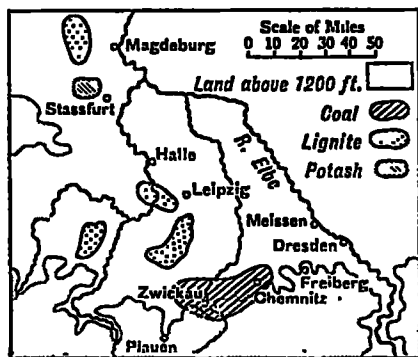 Scale of Miles
0 10 20 30 40 50
Magdeburg
Land above 1200 ft.
Stassfurt
Coal
Lignite
Potash
Halle
R. Elbe
Leipzig
Meissen
Dresden
Freiberg
Zwickau
Chemnitz
Plauen